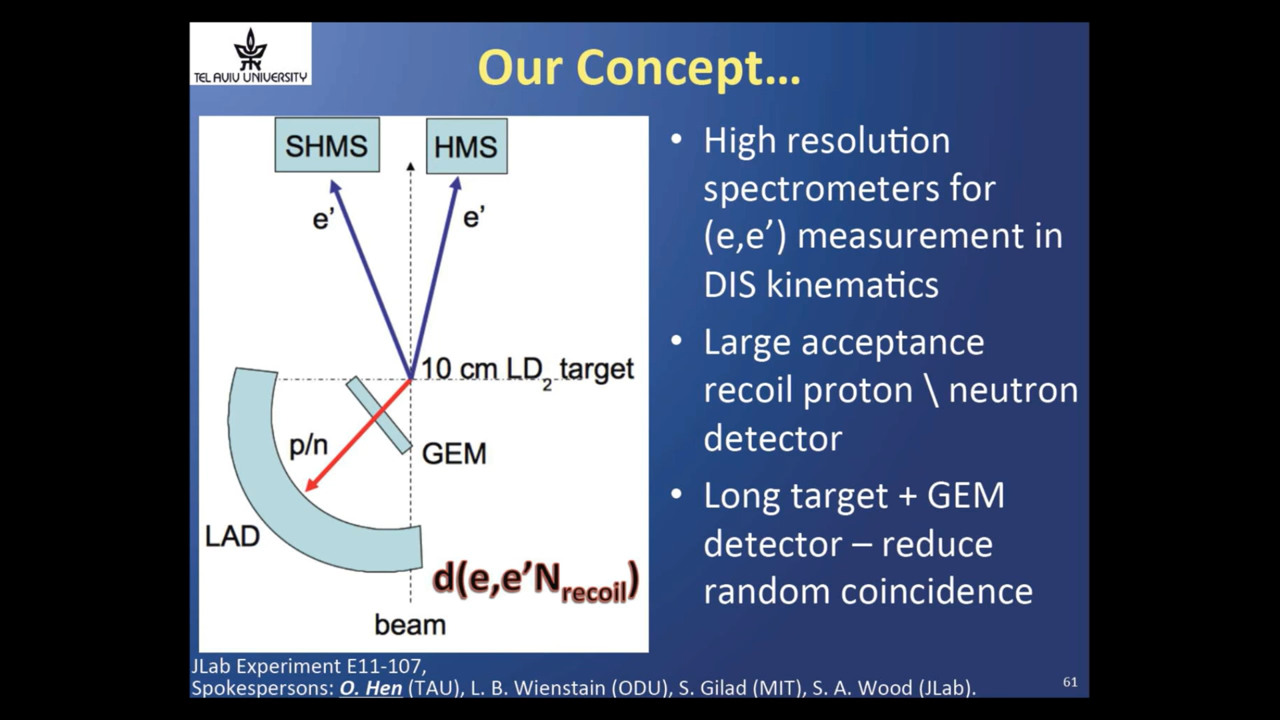 TEL AVIV UNIVERSITY
Our Concept…
SHMS
HMS
e’
e’
10 cm LD2 target
p/n
GEM
LAD
d(e,e’Nrecoil)
beam
• High resolution
spectrometers for
(e,e’) measurement in
DIS kinematics
• Large acceptance
recoil proton \ neutron
detector
• Long target + GEM
detector – reduce
random coincidence
JLab Experiment E11-107,
Spokespersons: O. Hen (TAU), L. B. Wienstain (ODU), S. Gilad (MIT), S. A. Wood (JLab).
61